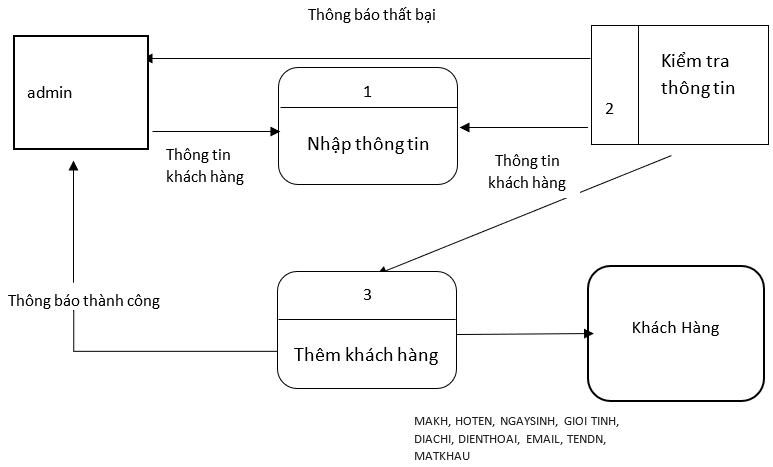 Thông báo thất bại
admin
1
Nhập thông tin
Kiểm tra
thông tin
2
Thông tin
khách hàng
Thông tin
khách hàng
Thông báo thành công
3
Thêm khách hàng
Khách Hàng
MAKH, HOTEN, NGAYSINH, GIOI TINH,
DIACHI, DIENTHOAI, EMAIL, TENDN,
MATKHAU